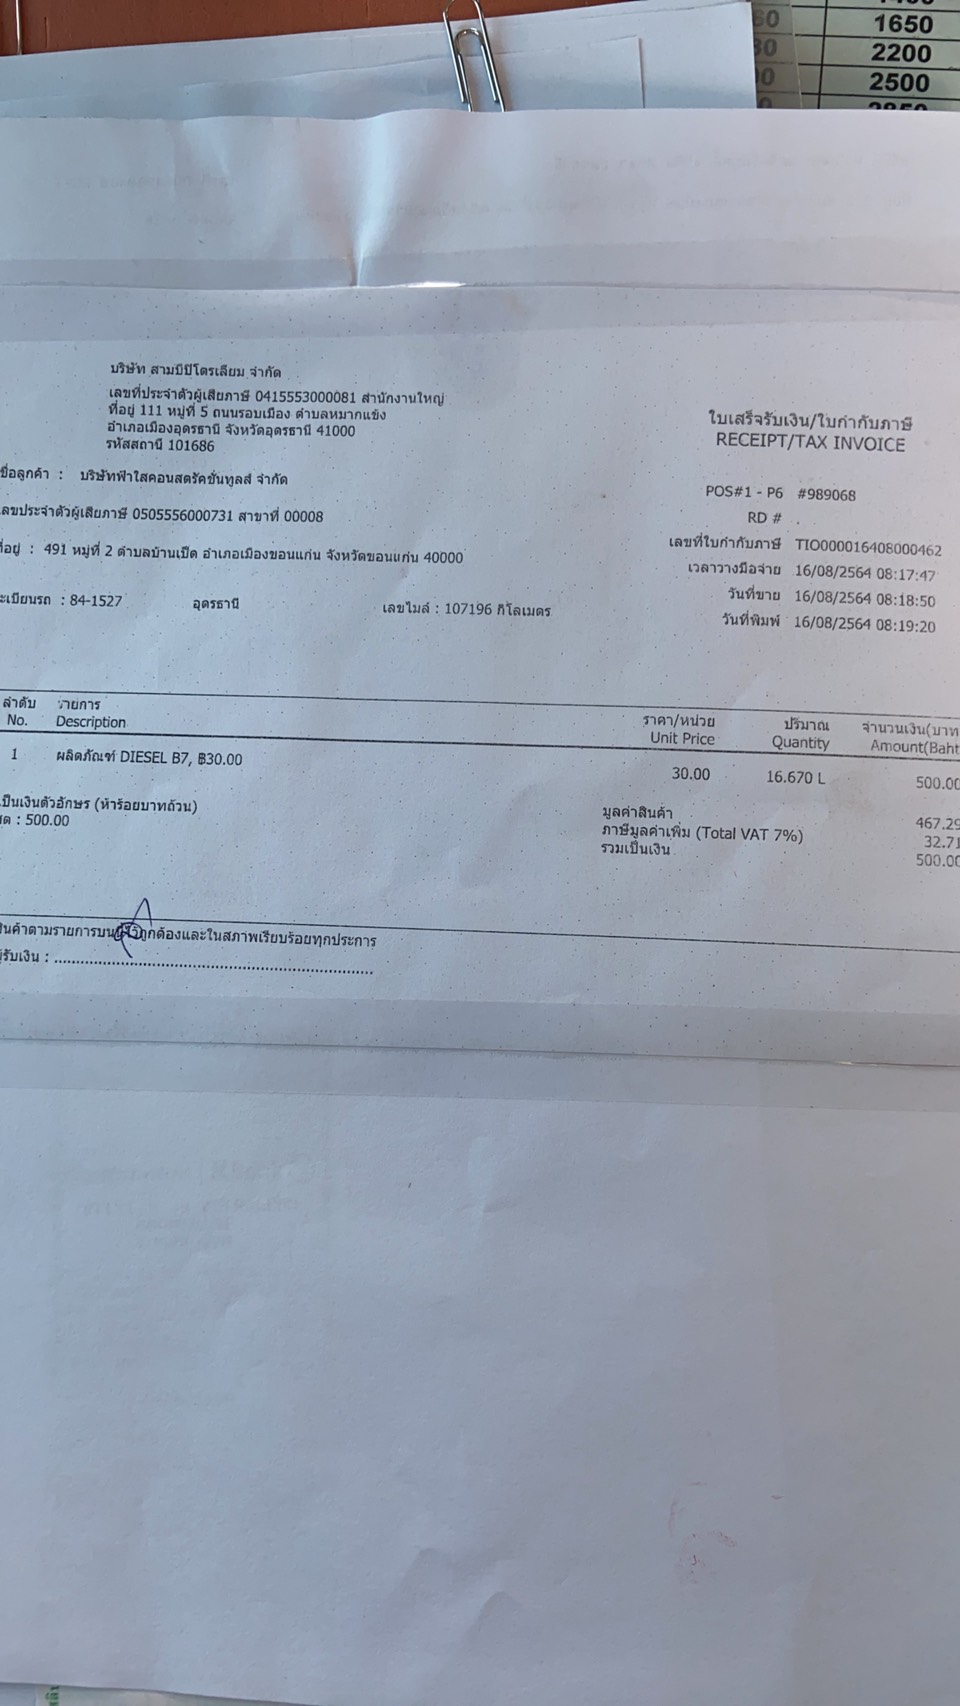 1650
2200
2500
บริษัท สามบีปิโตรเลียม จำกัด
เลขที่ประจำตัวผู้เสียภาษี 0415553000081 สำนักงานใหญ่
ที่อยู่ 111 หมู่ที่ 5 ถนนรอบเมือง ตำบลหมากแข้ง
อำเภอเมืองอุดรธานี จังหวัดอุดรธานี 41000
รหัสสถานี 101686
ใบเสร็จรับเงิน/ใบกำกับภาษี
RECEIPT/TAX INVOICE
ชื่อลูกค้า : บริษัทฟ้าใสคอนสตรัคชั่นทูลส์ จำกัด
POS#1 - P6 #989068
RD # .
เลขประจำตัวผู้เสียภาษี 0505556000731 สาขาที่ 00008
เลขที่ใบกำกับภาษี TIO000016408000462
ที่อยู่ : 491 หมู่ที่ 2 ตำบลบ้านเป็ด อำเภอเมืองขอนแก่น จังหวัดขอนแก่น 40000
เวลาวางมือจ่าย 16/08/2564 08:17:47
วันที่ขาย 16/08/2564 08:18:50
ะเบียนรถ : 84-1527 อุดรธานี เลขไมล์ : 107196 กิโลเมตร
วันที่พิมพ์ 16/08/2564 08:19:20
ลำดับ รายการ ราคา/หน่วย ปริมาณ จำนวนเงิน(บาท
No. Description Unit Price Quantity Amount(Baht
1 ผลิตภัณฑ์ DIESEL B7, ฿30.00 30.00 16.670 L 500.00
เป็นเงินตัวอักษร (ห้าร้อยบาทถ้วน) มูลค่าสินค้า 467.29
สด : 500.00 ภาษีมูลค่าเพิ่ม (Total VAT 7%) 32.71
รวมเป็นเงิน 500.00
สินค้าตามรายการบนนี้ไว้ถูกต้องและในสภาพเรียบร้อยทุกประการ
ผู้รับเงิน : ........................................................................